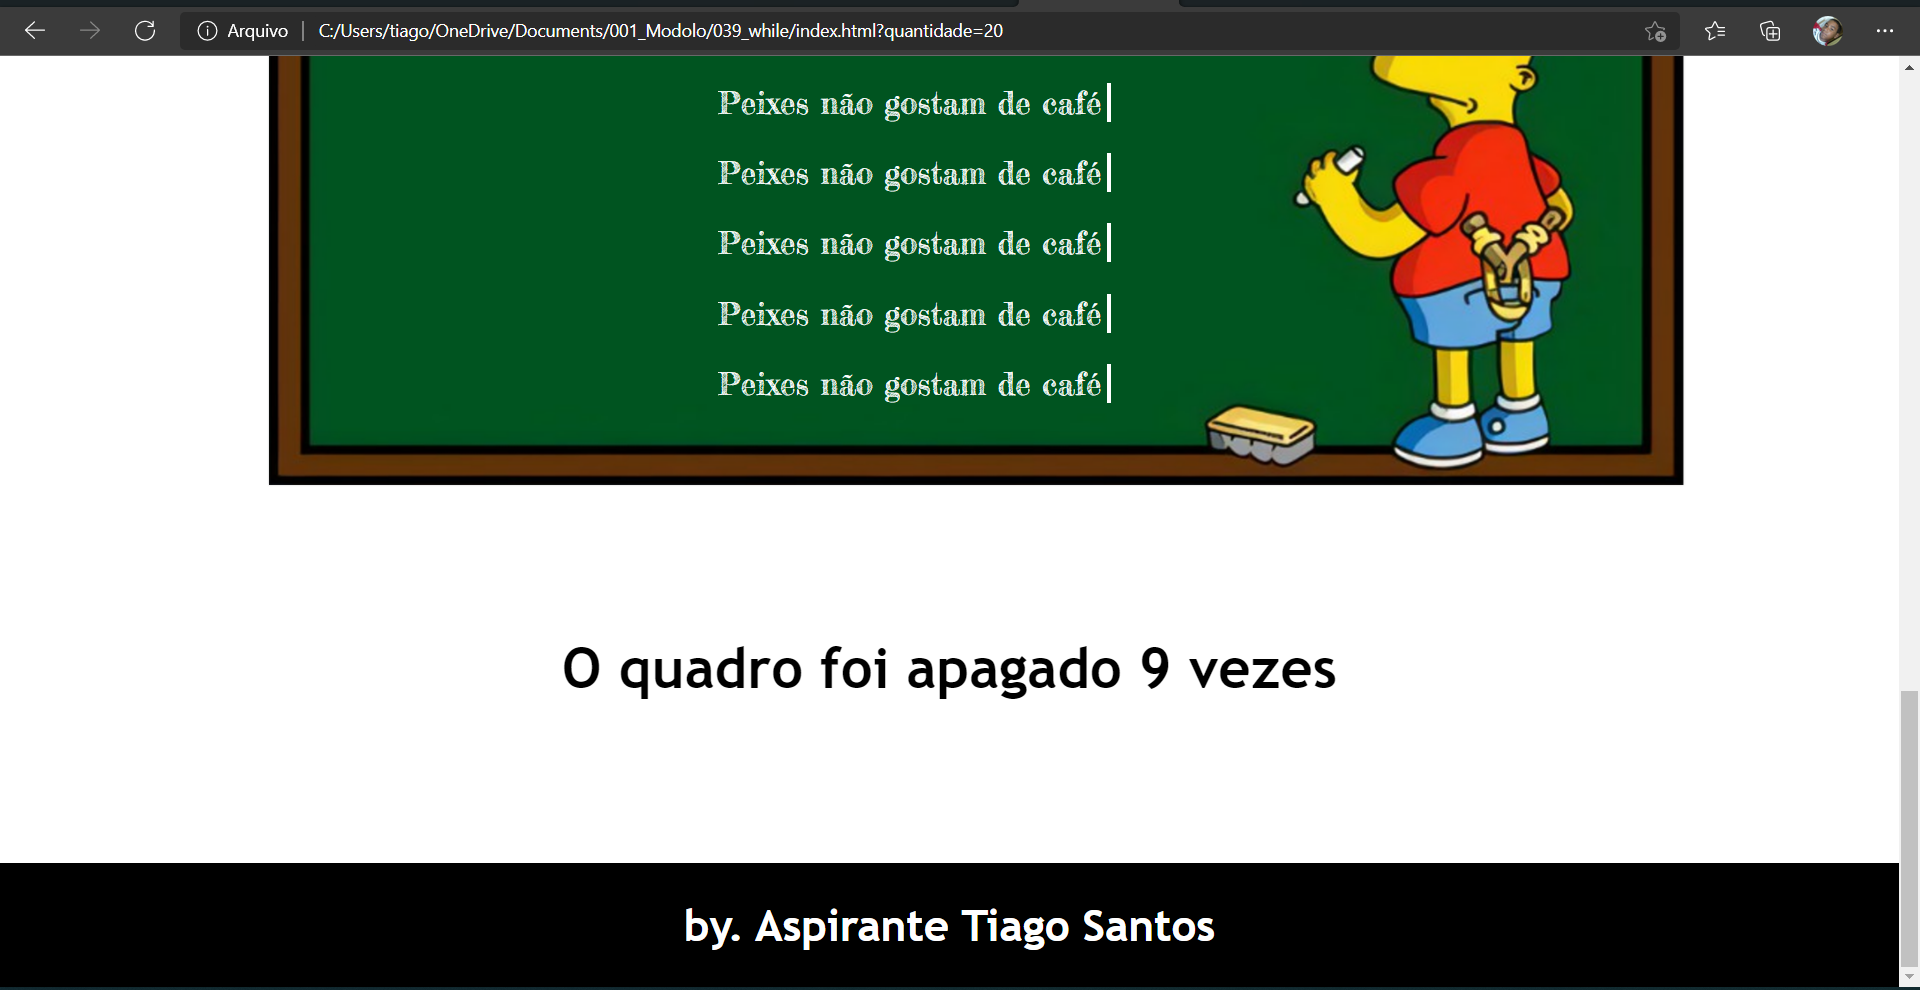 Arquivo
C:/Users/tiago/OneDrive/Documents/001_Modolo/039_while/index.html?quantidade=20
Peixes não gostam de café|
Peixes não gostam de café|
Peixes não gostam de café|
Peixes não gostam de café|
Peixes não gostam de café|
O quadro foi apagado 9 vezes
by. Aspirante Tiago Santos